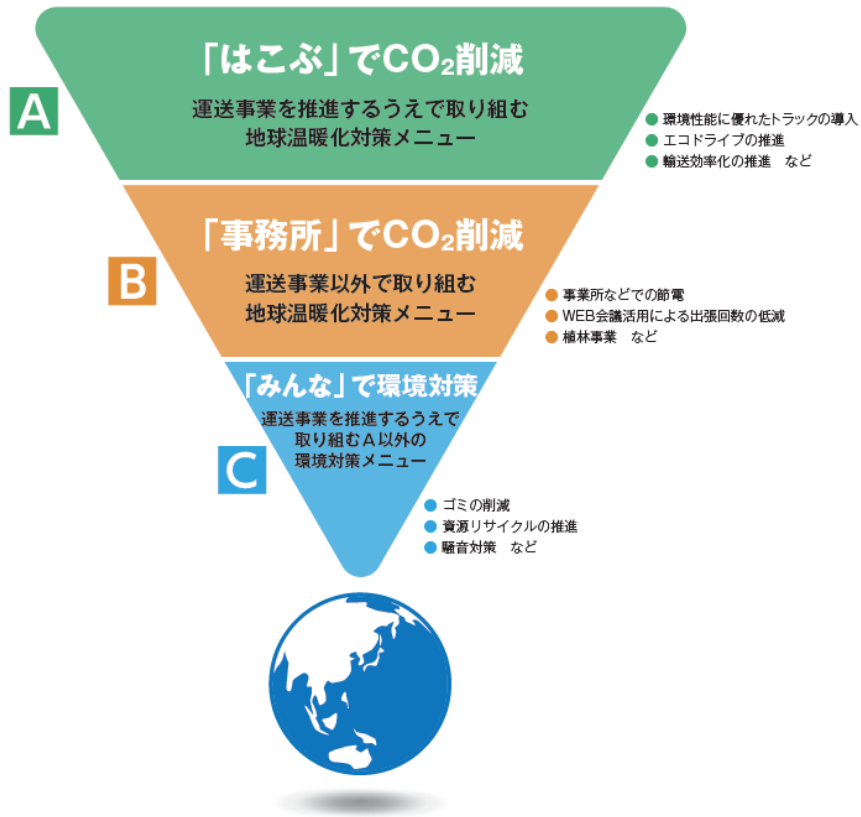 「はこぶ」でCO₂削減
A
運送事業を推進するうえで取り組む
地球温暖化対策メニュー
● 環境性能に優れたトラックの導入
● エコドライブの推進
● 輸送効率化の推進 など
「事務所」でCO₂削減
B
運送事業以外で取り組む
地球温暖化対策メニュー
● 事業所などでの節電
● WEB会議活用による出張回数の低減
● 植林事業 など
「みんな」で環境対策
運送事業を推進するうえで
取り組むA以外の
環境対策メニュー
C
● ゴミの削減
● 資源リサイクルの推進
● 騒音対策 など